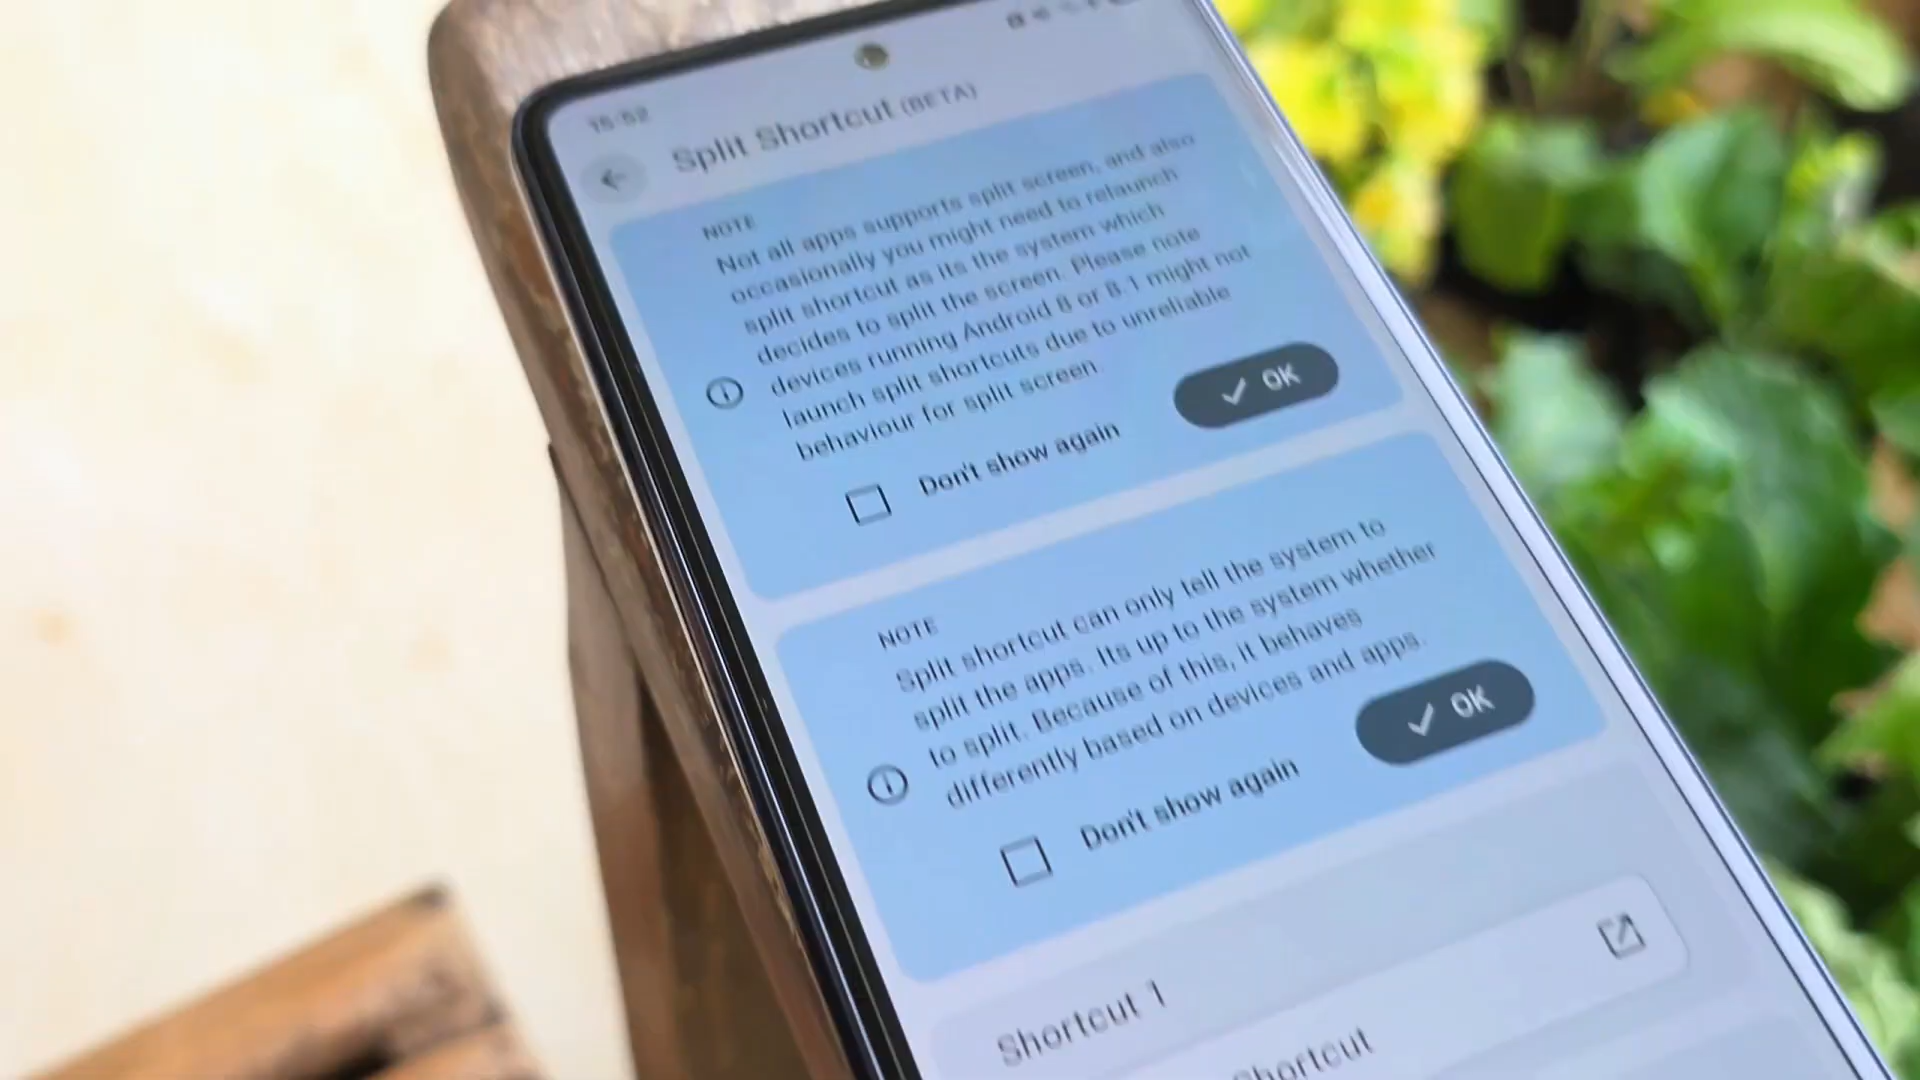 15:52
Split Shortcut (BETA)
NOTE
Not all apps supports split screen, and also
occasionally you might need to relaunch
split shortcut as its the system which
decides to split the screen. Please note
devices running Android 8 or 8.1 might not
launch split shortcuts due to unreliable
behaviour for split screen.
OK
Don't show again
NOTE
Split shortcut can only tell the system to
split the apps. Its up to the system whether
to split. Because of this, it behaves
differently based on devices and apps.
OK
Don't show again
Shortcut 1
Shortcut